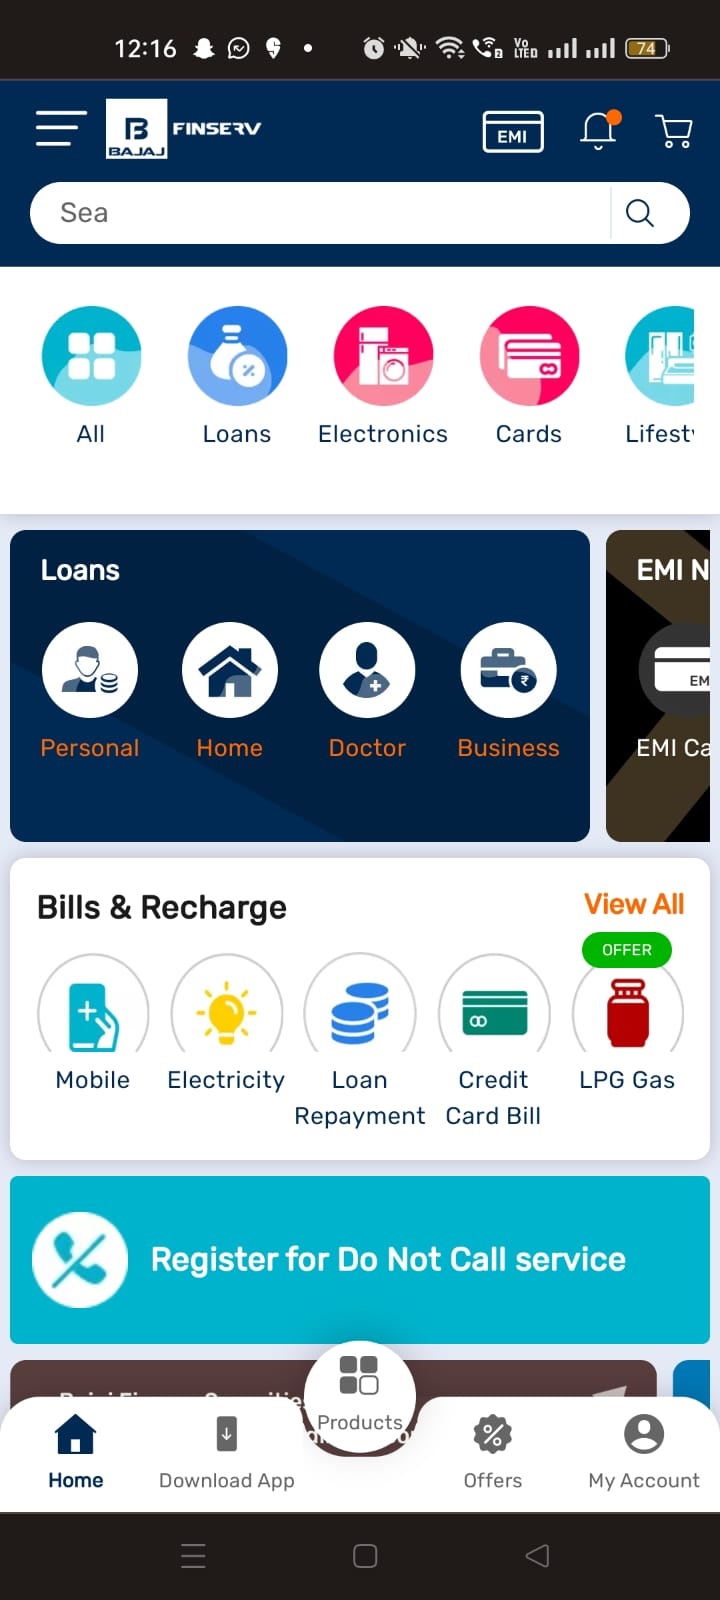 12:16
Vo
LTED
74
B
BAJAJ
FINSERV
EMI
Sea
All
Loans
Electronics
Cards
Lifest
Loans
EMI N
Personal
Home
Doctor
Business
EM
EMI Ca
Bills & Recharge
View All
OFFER
Mobile
Electricity
Loan
Repayment
Credit
Card Bill
LPG Gas
Register for Do Not Call service
Products
Home
Download App
Offers
My Account